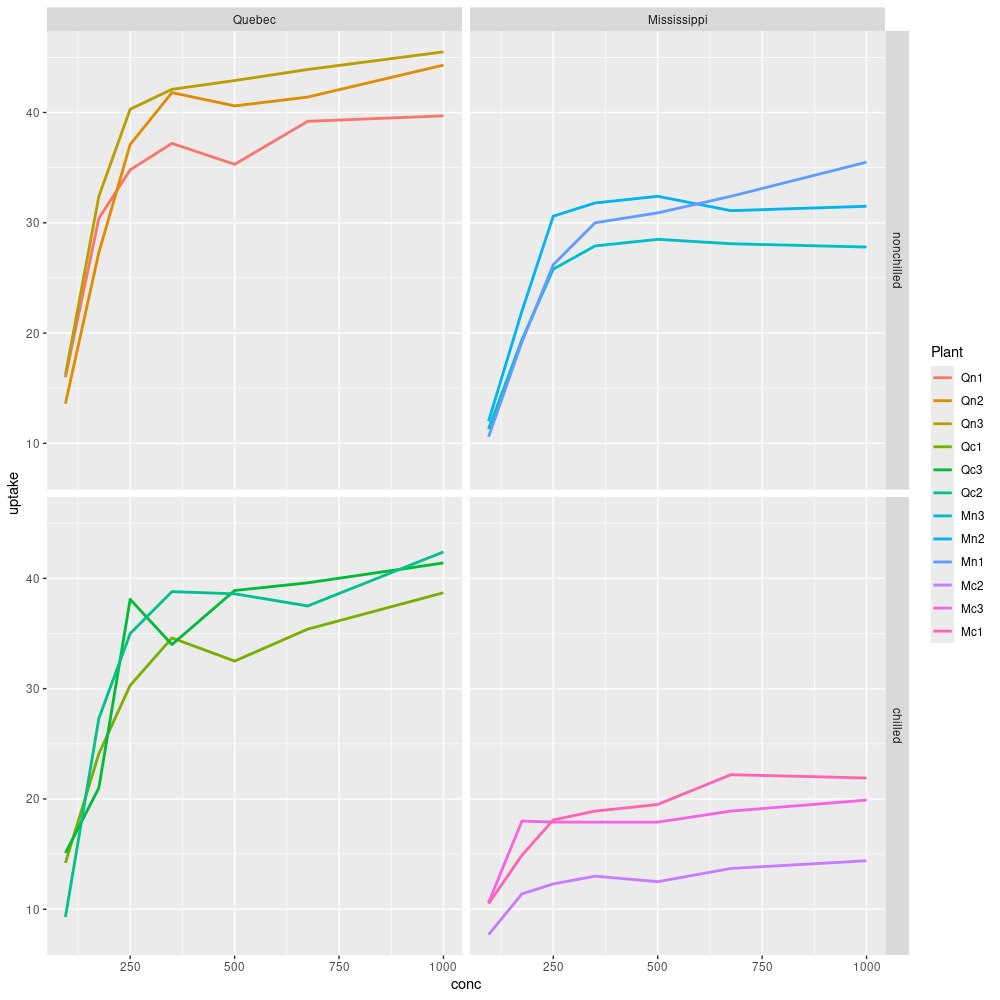 Quebec
Mississippi
40
30
20
10
nonchilled
uptake
40
30
20
10
chilled
250
500
750
1000
250
500
750
1000
conc
Plant
Qn1
Qn2
Qn3
Qc1
Qc3
Qc2
Mn3
Mn2
Mn1
Mc2
Mc3
Mc1